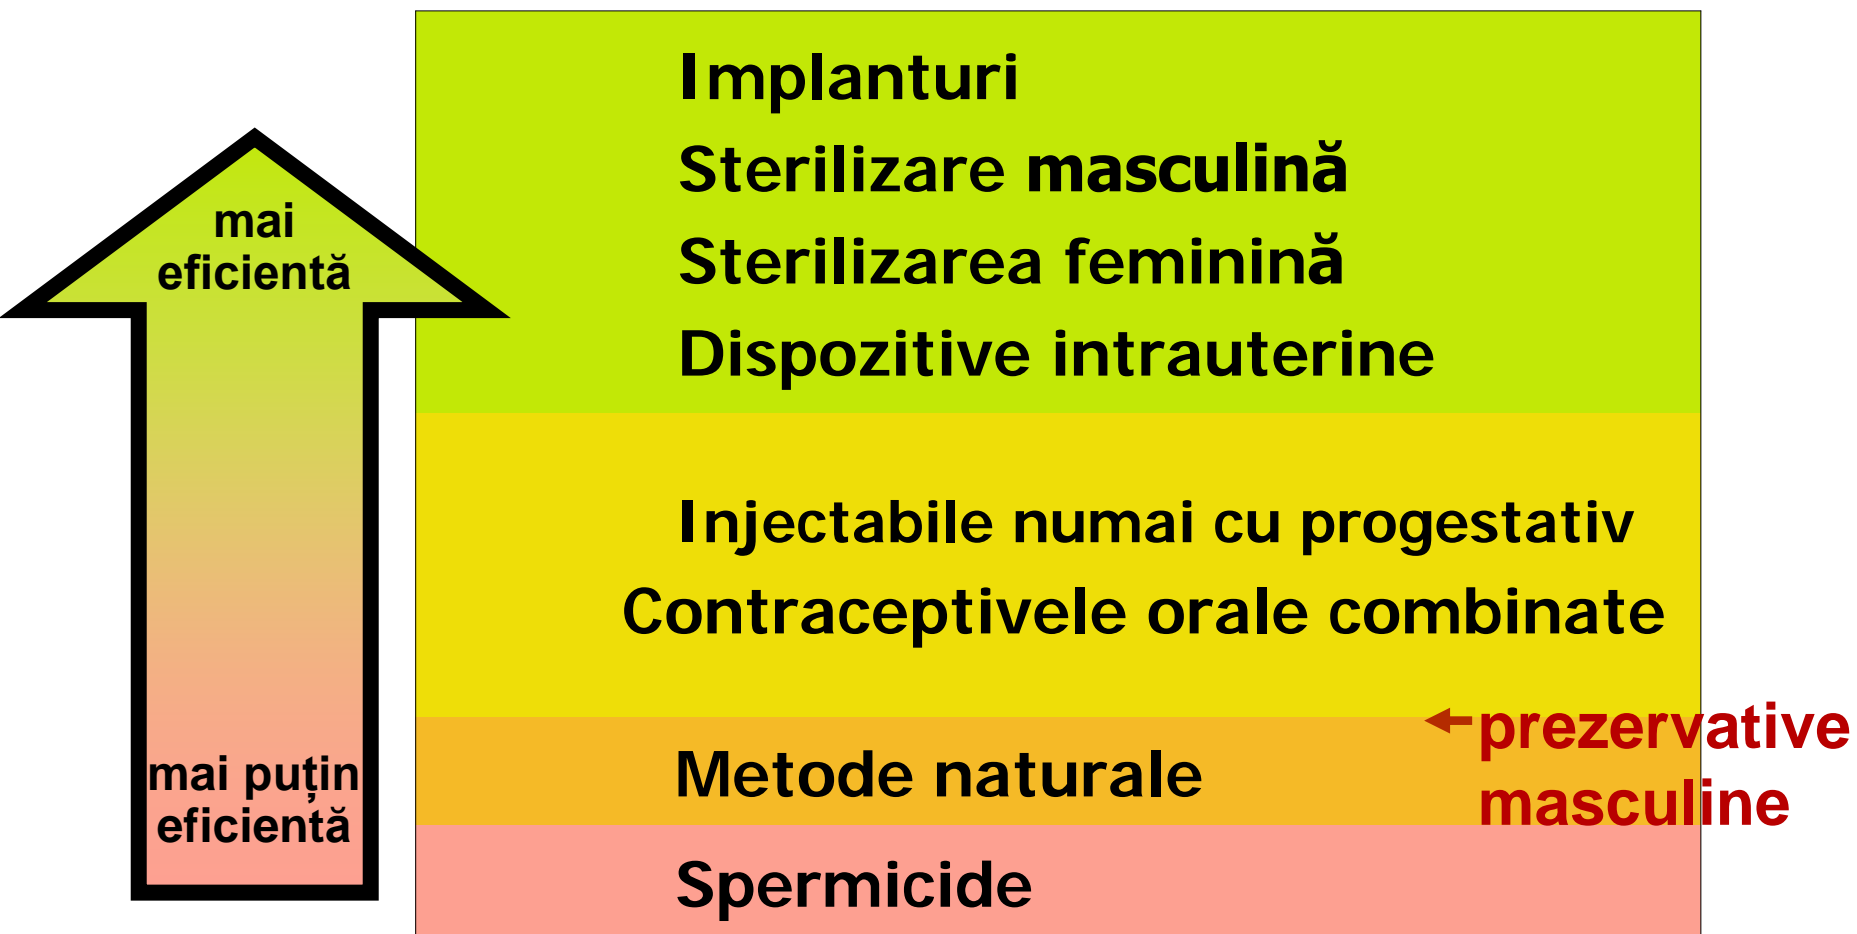 Implanturi
Sterilizare masculină
Sterilizarea feminină
Dispozitive intrauterine
mai
eficientă
Injectabile numai cu progestativ
Contraceptivele orale combinate
prezervative
masculine
Metode naturale
mai puțin
eficientă
Spermicide